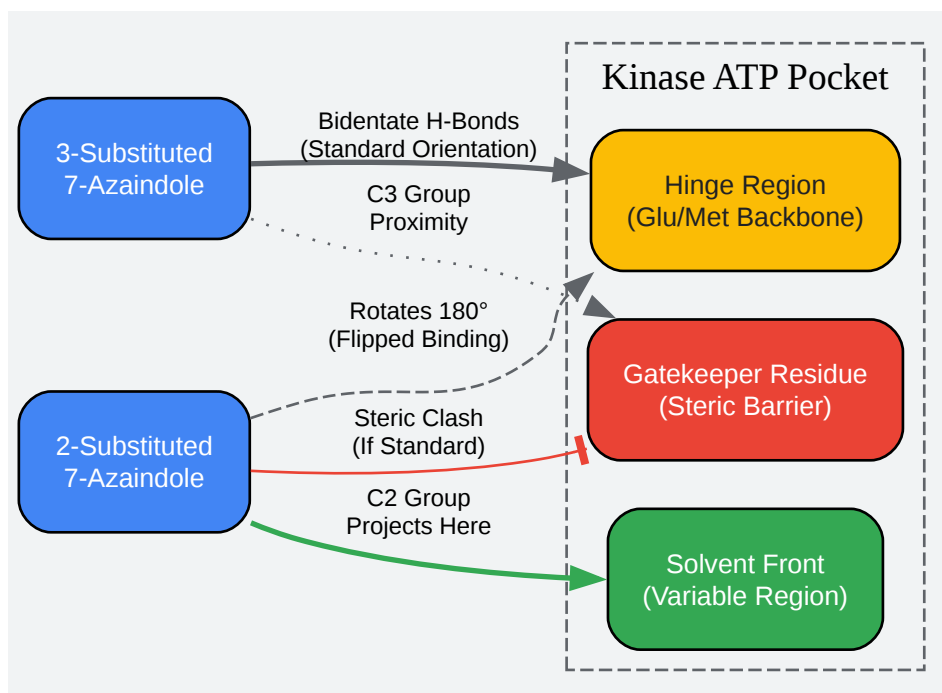 Kinase ATP Pocket
3-Substituted
7-Azaindole
Bidentate H-Bonds
(Standard Orientation)
C3 Group
Proximity
Hinge Region
(Glu/Met Backbone)
Rotates 180°
(Flipped Binding)
Gatekeeper Residue
(Steric Barrier)
2-Substituted
7-Azaindole
Steric Clash
(If Standard)
C2 Group
Projects Here
Solvent Front
(Variable Region)